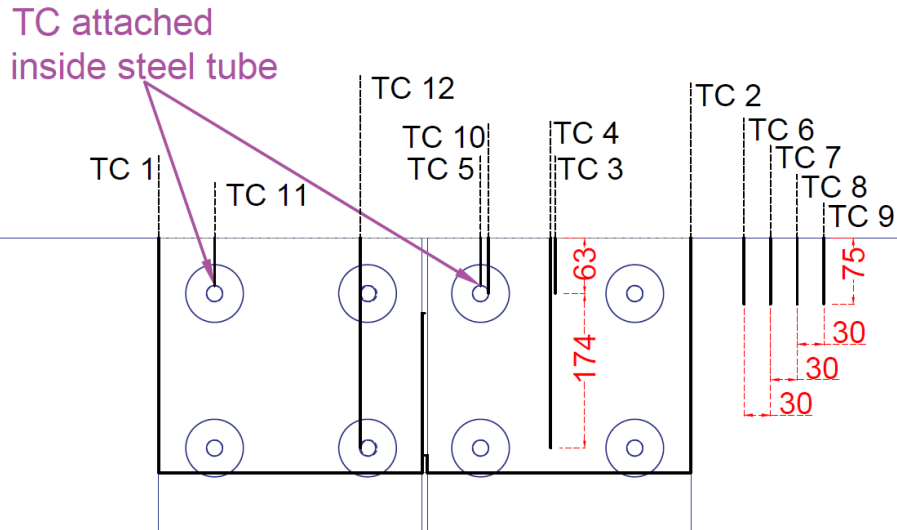 TC attached
inside steel tube
TC 12
TC 2
TC 10
TC 4
TC 6
TC 1
TC 5
TC 3
TC 7
TC 11
TC 8
TC 9
63
75
174
30
30
30